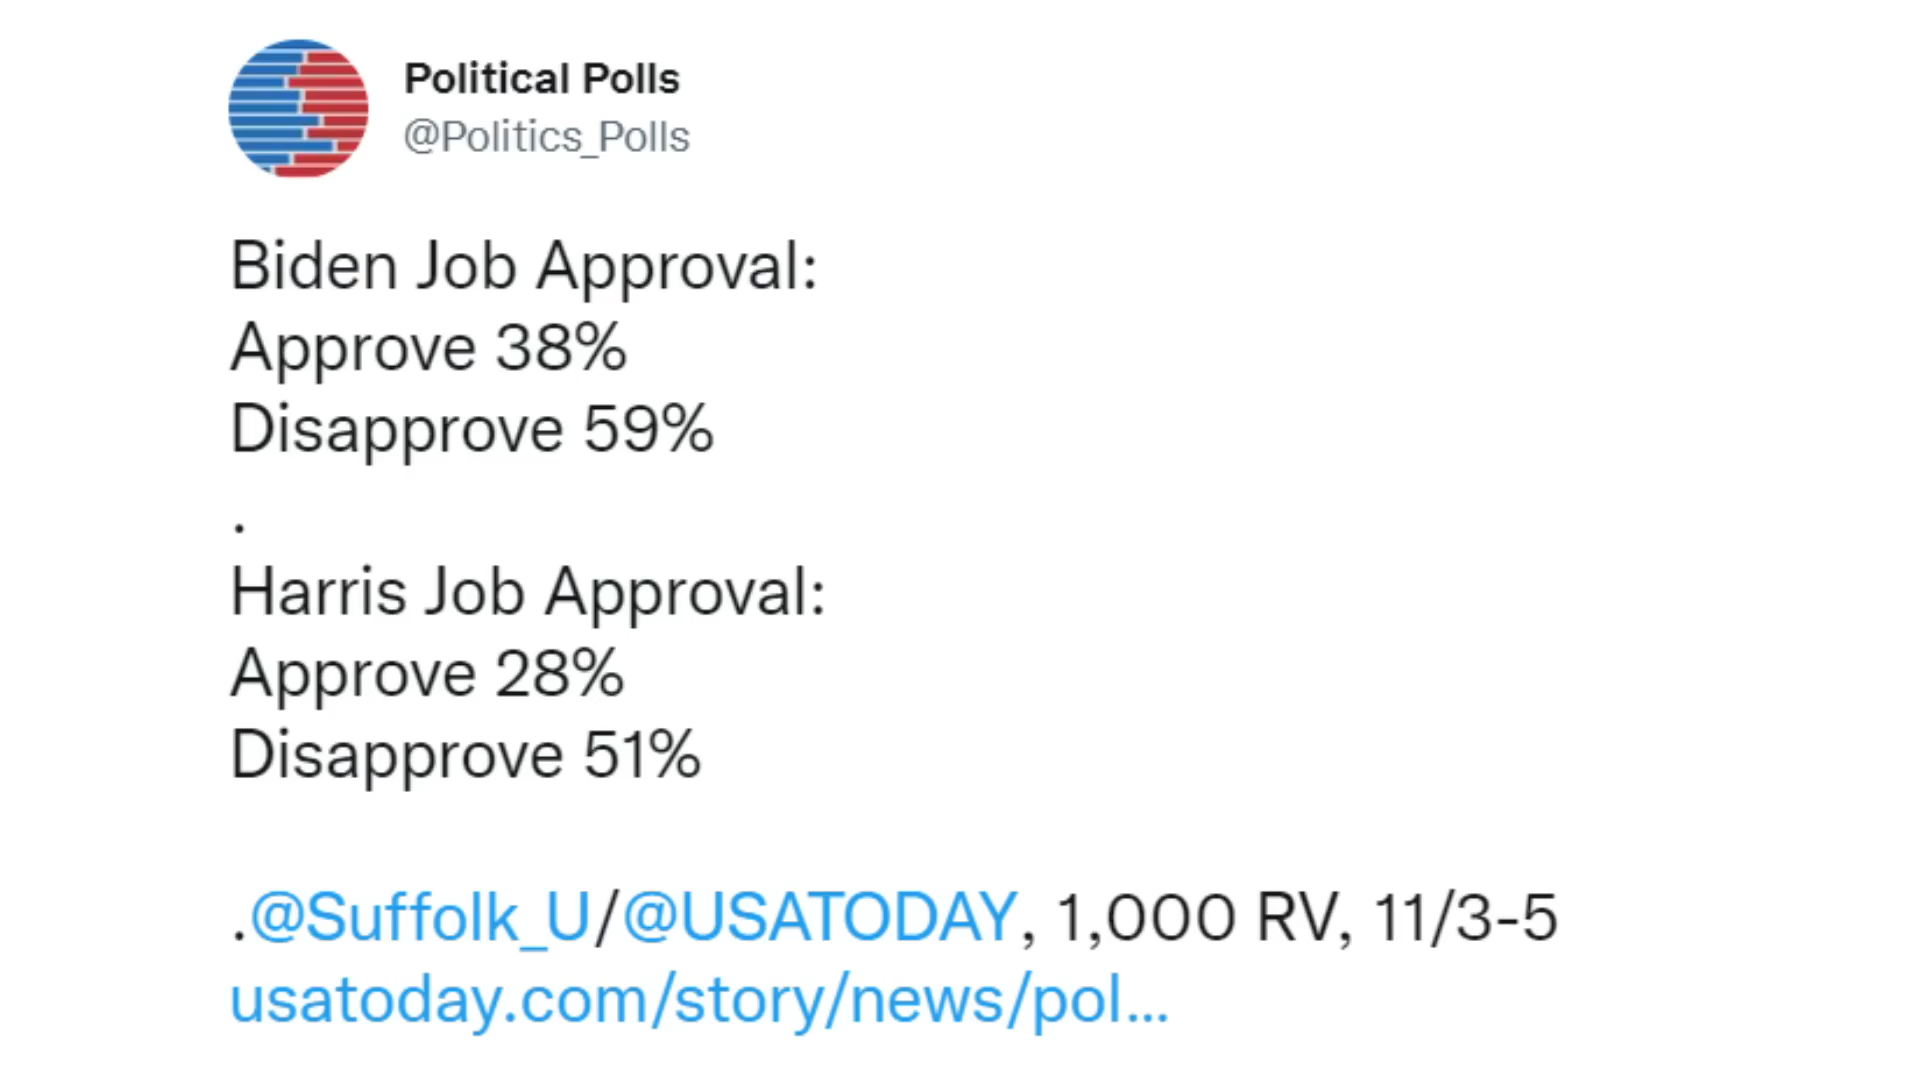 Political Polls
@Politics_Polls
Biden Job Approval:
Approve 38%
Disapprove 59%
.
Harris Job Approval:
Approve 28%
Disapprove 51%
.@Suffolk_U/@USATODAY, 1,000 RV, 11/3-5
usatoday.com/story/news/pol...